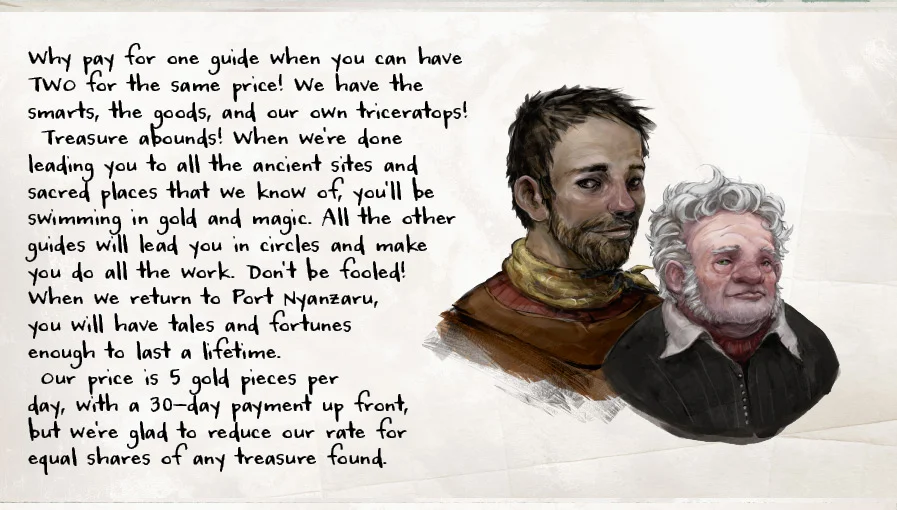 Why pay for one guide when you can have
TWO for the same price! We have the
smarts, the goods, and our own triceratops!
Treasure abounds! When we're done
leading you to all the ancient sites and
sacred places that we know of, you'll be
swimming in gold and magic. All the other
guides will lead you in circles and make
you do all the work. Don't be fooled!
When we return to Port Nyanzaru,
you will have tales and fortunes
enough to last a lifetime.
Our price is 5 gold pieces per
day, with a 30-day payment up front,
but we're glad to reduce our rate for
equal shares of any treasure found.